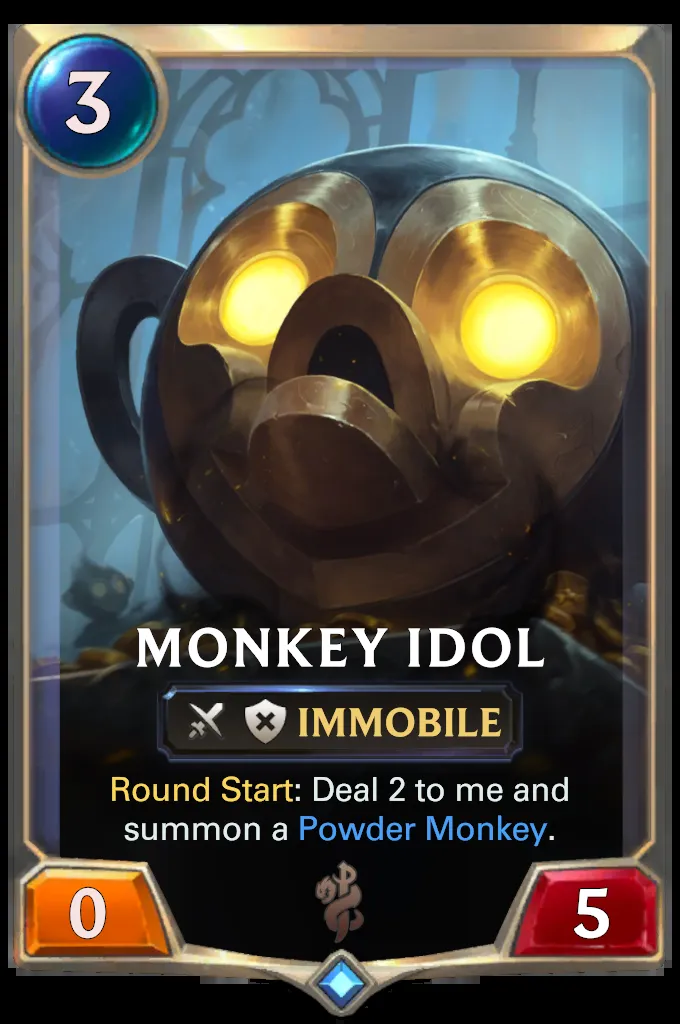 3
MONKEY IDOL
IMMOBILE
Round Start: Deal 2 to me and
summon a Powder Monkey.
0
5